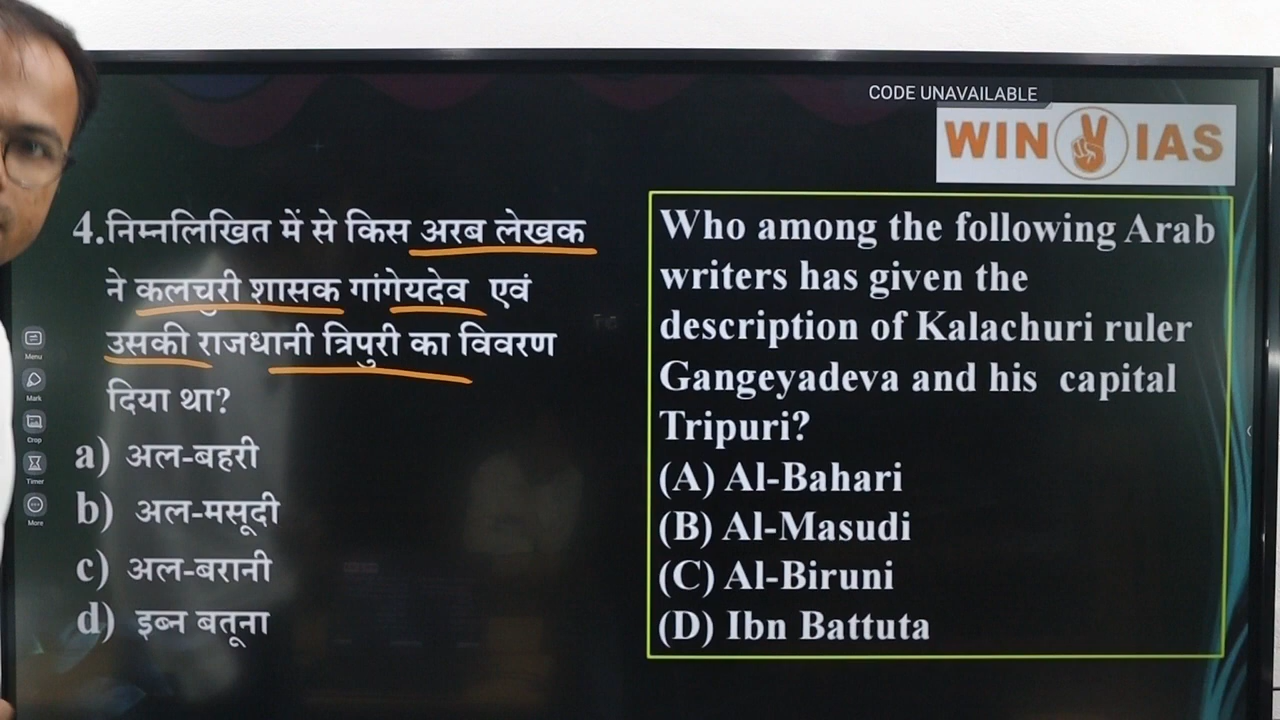 CODE UNAVAILABLE
WIN IAS
4.निम्नलिखित में से किस अरब लेखक
ने कलचुरी शासक गांगेयदेव एवं
उसकी राजधानी त्रिपुरी का विवरण
दिया था?
a) अल-बहरी
b) अल-मसूदी
c) अल-बरानी
d) इब्न बतूना
Who among the following Arab
writers has given the
description of Kalachuri ruler
Gangeyadeva and his capital
Tripuri?
(A) Al-Bahari
(B) Al-Masudi
(C) Al-Biruni
(D) Ibn Battuta
Menu
Mark
Crop
Timer
More